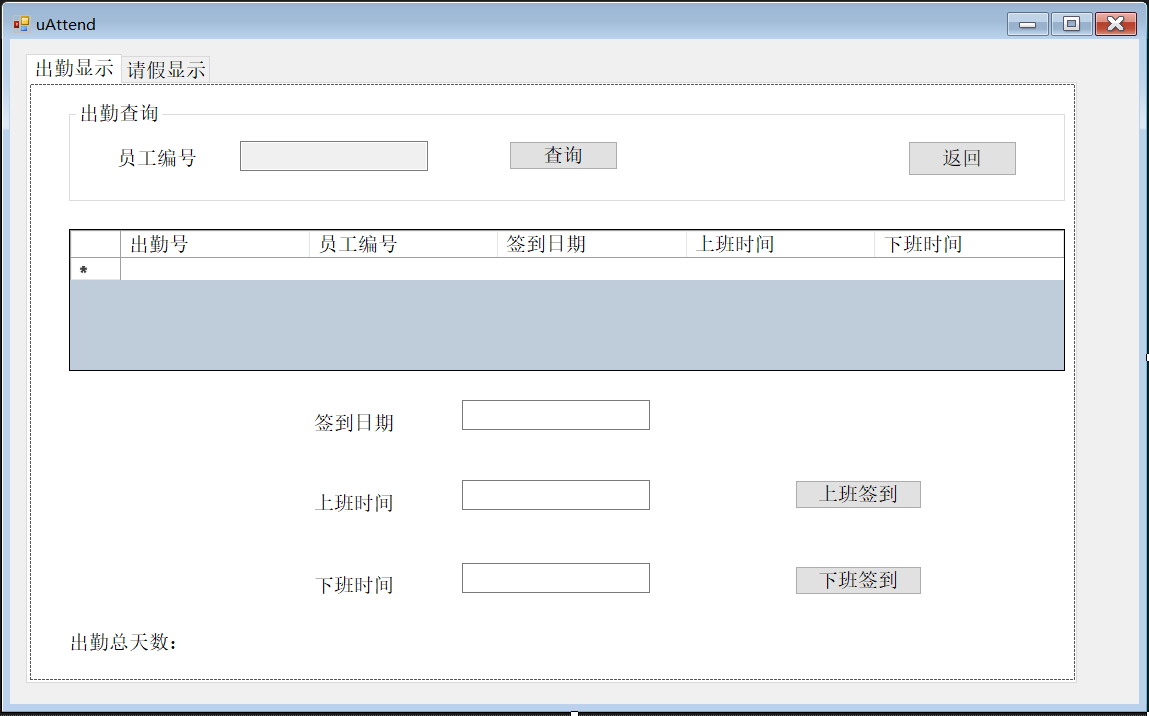 uAttend
出勤显示 请假显示
出勤查询
员工编号 查询 返回
出勤号 员工编号 签到日期 上班时间 下班时间
*
签到日期
上班时间 上班签到
下班时间 下班签到
出勤总天数：